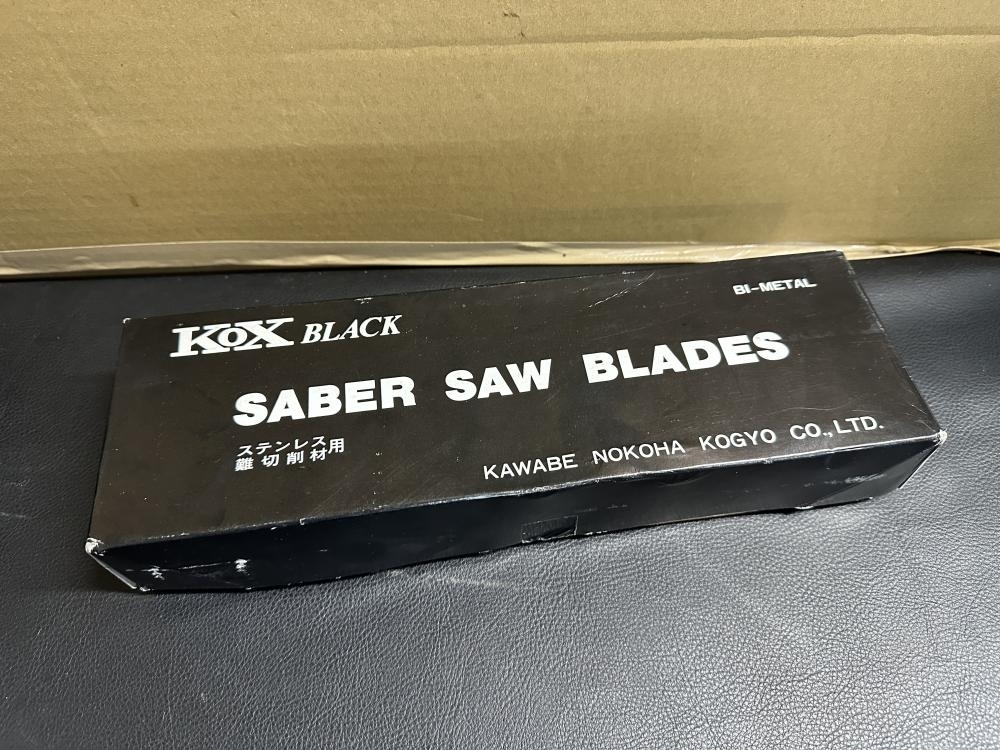 KOX BLACK
BI-METAL
SABER SAW BLADES
ステンレス
難切削材用
KAWABE NOKOHA KOGYO CO.,LTD.